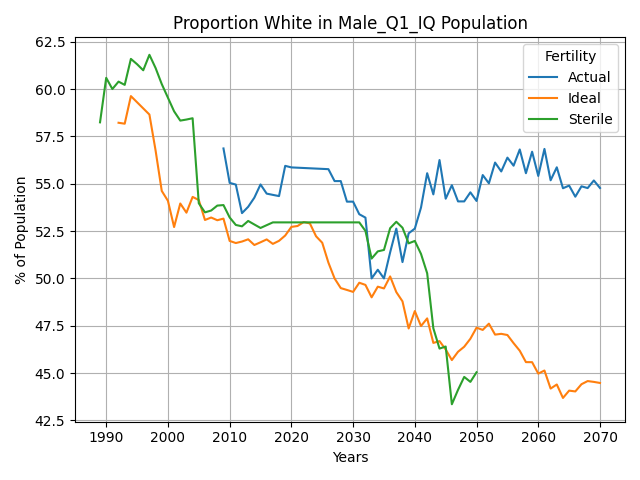 Proportion White in Male_Q1_IQ Population
Fertility
Actual
Ideal
Sterile
% of Population
62.5
60.0
57.5
55.0
52.5
50.0
47.5
45.0
42.5
1990 2000 2010 2020 2030 2040 2050 2060 2070
Years